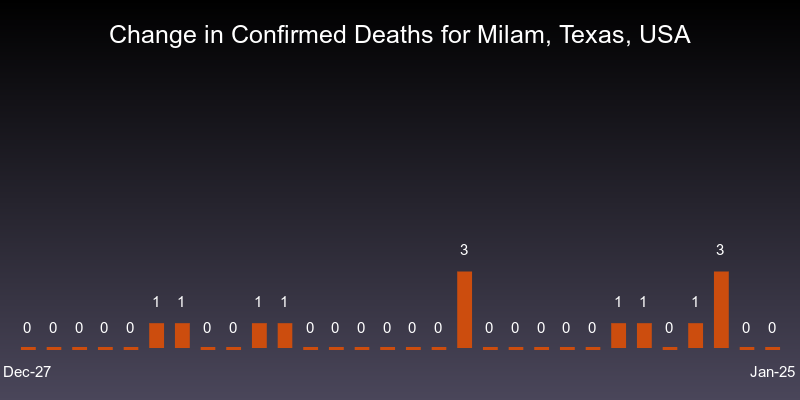 Change in Confirmed Deaths for Milam, Texas, USA
3 3
1 1 1 1 1 1 1
0 0 0 0 0 0 0 0 0 0 0 0 0 0 0 0 0 0 0 0 0
Dec-27 Jan-25